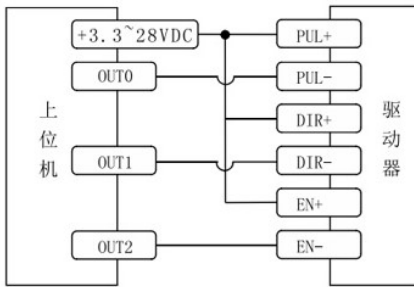 +3.3~28VDC
PUL+
OUT0
PUL-
上位机
DIR+
驱动器
OUT1
DIR-
EN+
OUT2
EN-